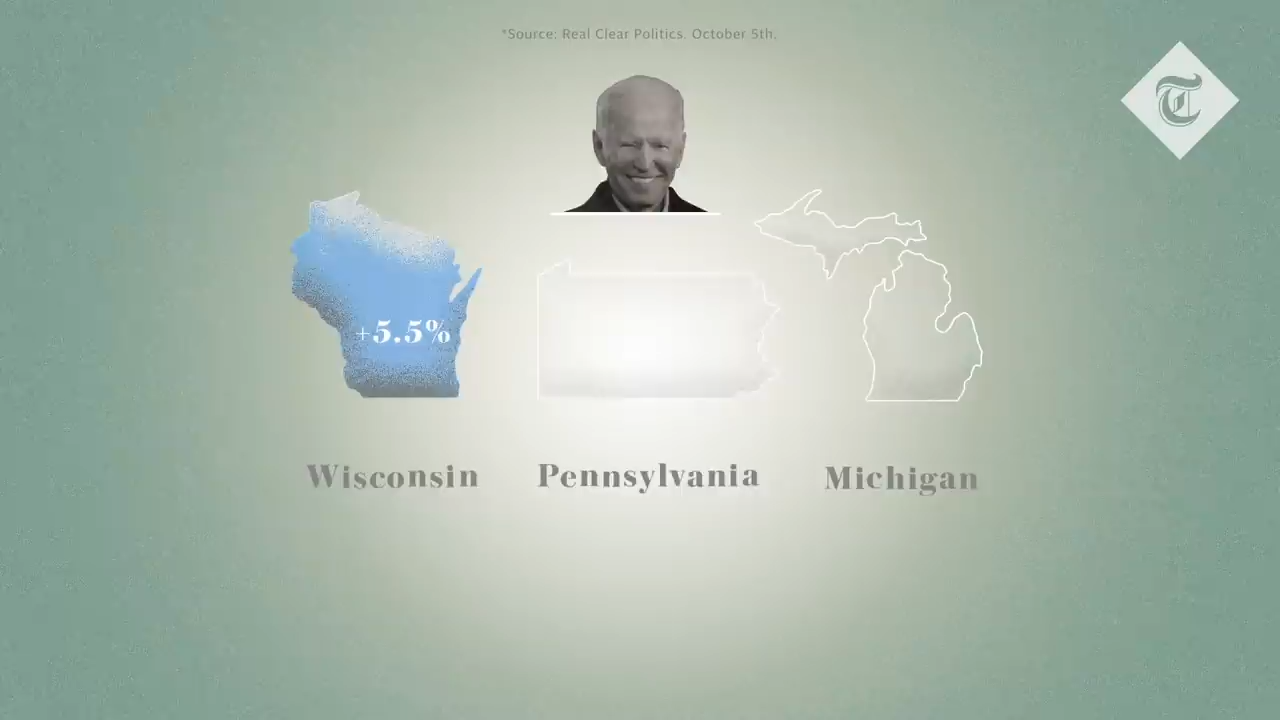 *Source: Real Clear Politics. October 5th.
T
+5.5%
Wisconsin
Pennsylvania
Michigan